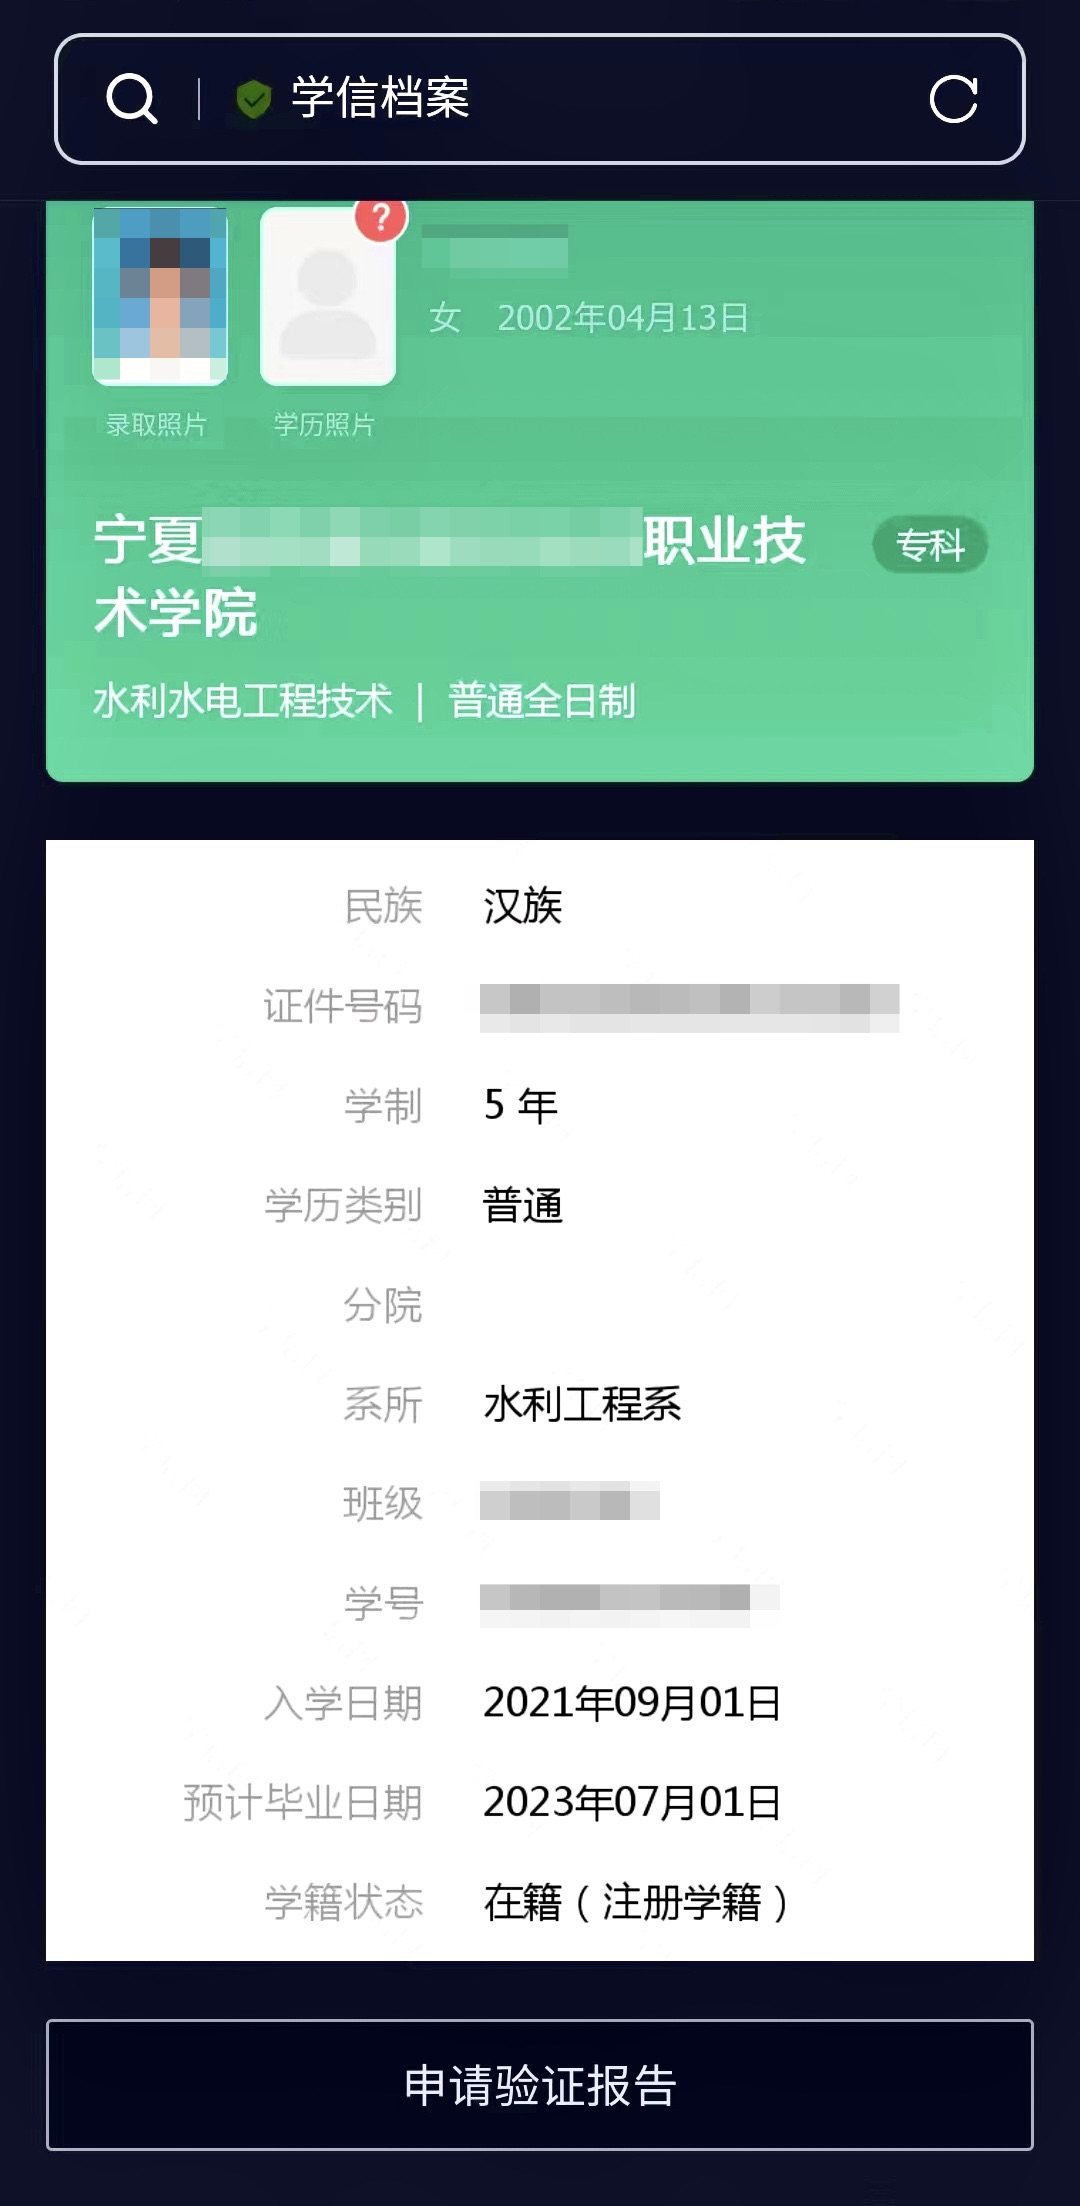 学信档案
?
女 2002年04月13日
录取照片 学历照片
宁夏职业技
术学院
专科
水利水电工程技术 | 普通全日制
民族 汉族
证件号码
学制 5 年
学历类别 普通
分院
系所 水利工程系
班级
学号
入学日期 2021年09月01日
预计毕业日期 2023年07月01日
学籍状态 在籍（注册学籍）
申请验证报告